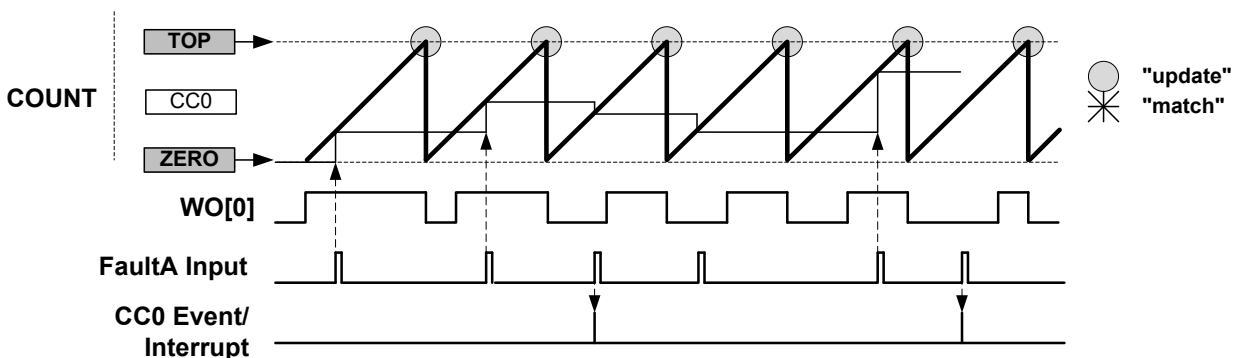 TOP
"update"
COUNT
CC0
"match"
ZERO
WO[0]
FaultA Input
CC0 Event/
Interrupt